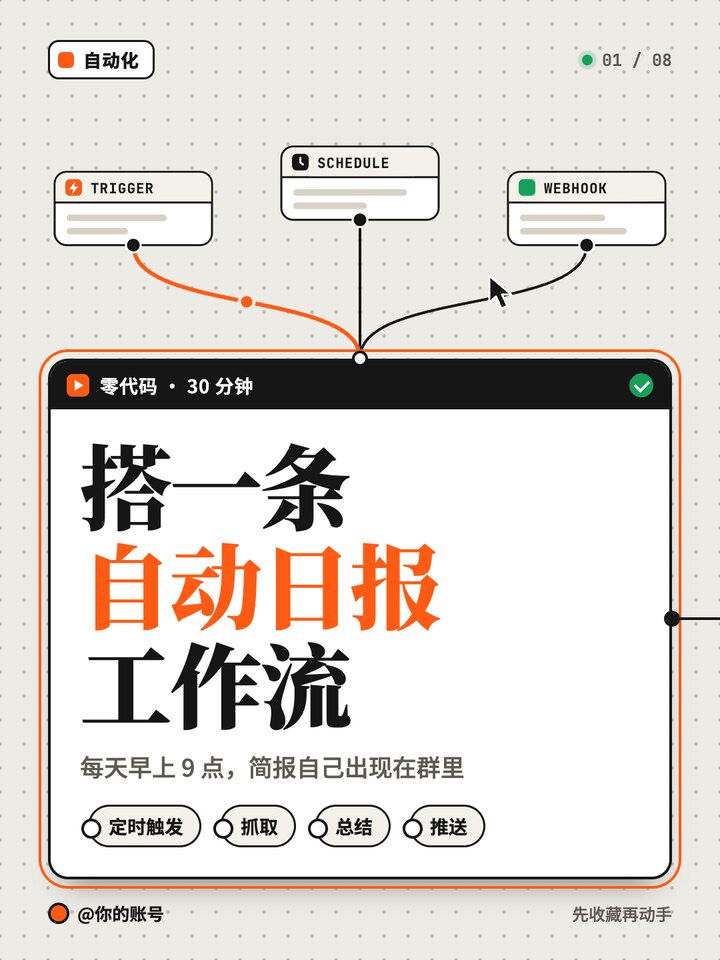 自动化
01 / 08
TRIGGER
SCHEDULE
WEBHOOK
零代码 · 30 分钟
搭一条
自动日报
工作流
每天早上 9 点，简报自己出现在群里
定时触发
抓取
总结
推送
@你的账号
先收藏再动手